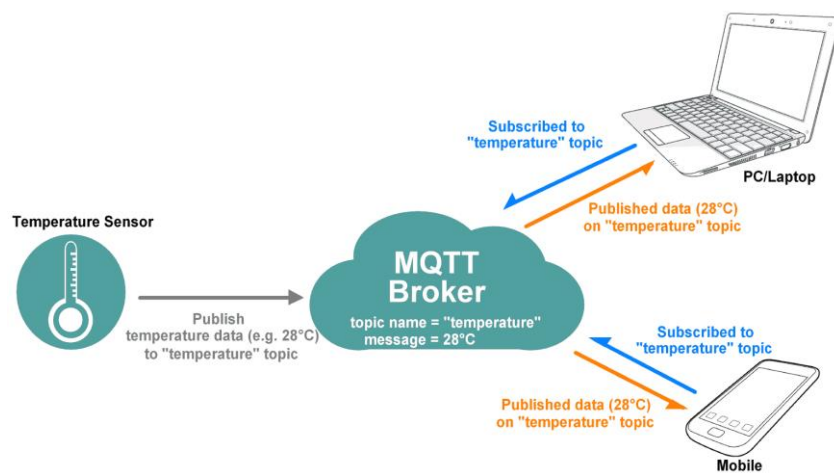 Temperature Sensor
Publish
temperature data (e.g. 28°C)
to "temperature" topic
MQTT
Broker
topic name = "temperature"
message = 28°C
Subscribed to
"temperature" topic
Published data (28°C)
on "temperature" topic
PC/Laptop
Subscribed to
"temperature" topic
Published data (28°C)
on "temperature" topic
Mobile